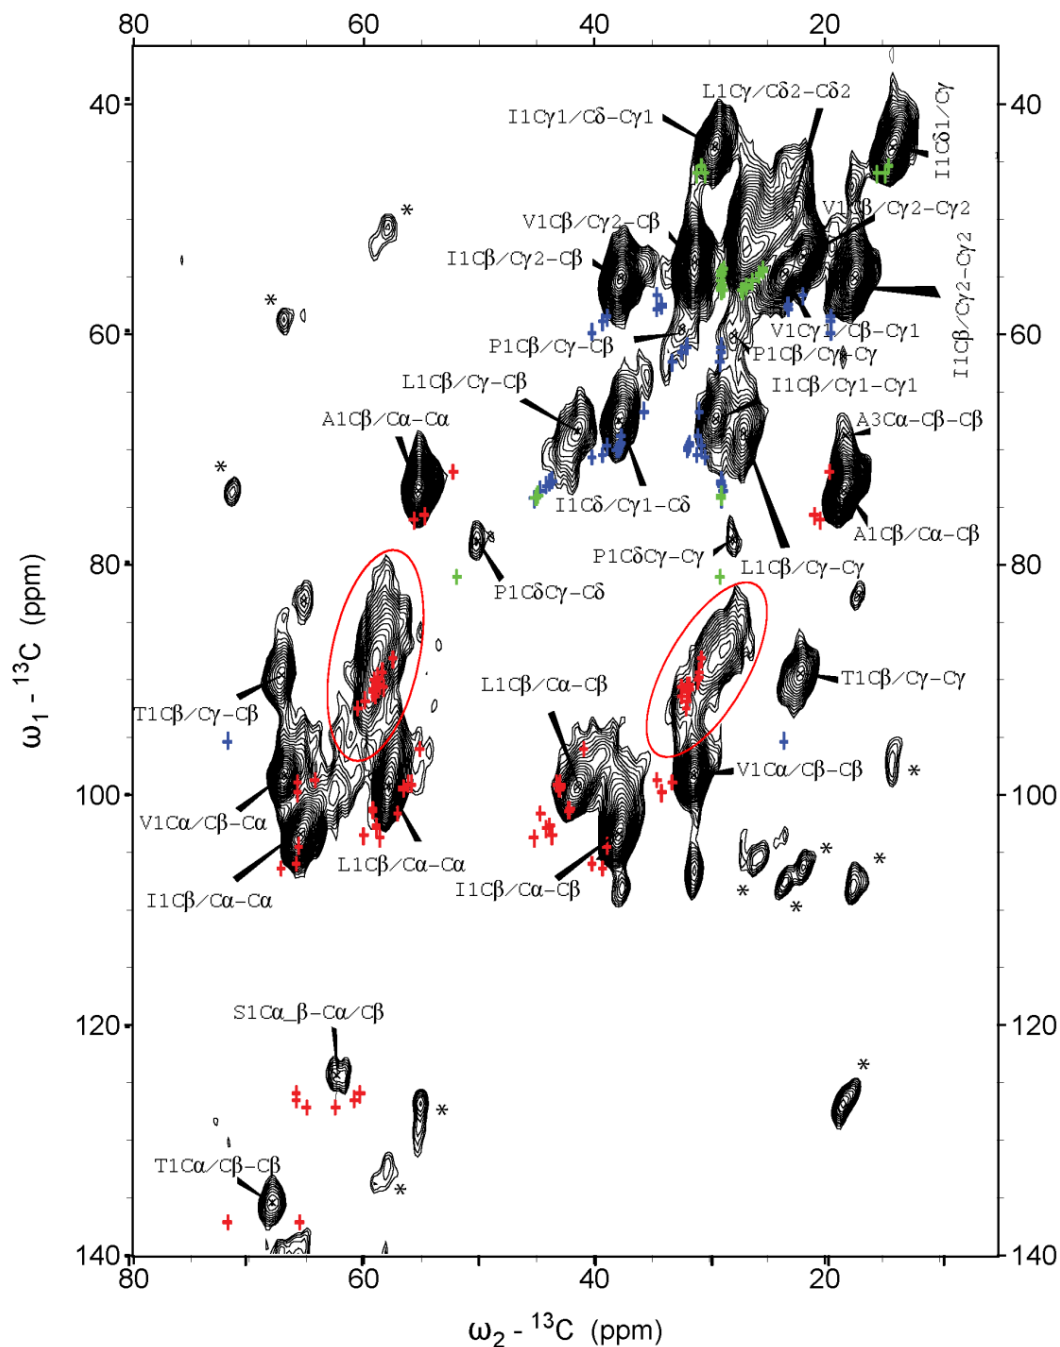 80 60 40 20
40 40
L1Cγ/Cδ2-Cδ2
I1Cγ1/Cδ-Cγ1
I1Cδ1/Cγ
*
V1Cβ/Cγ2-Cγ2
V1Cβ/Cγ2-Cβ
I1Cβ/Cγ2-Cβ
*
I1Cβ/Cγ2-Cγ2
60 60
V1Cγ1/Cβ-Cγ1
P1Cβ/Cγ-Cβ
P1Cβ/Cγ-Cγ
L1Cβ/Cγ-Cβ
I1Cβ/Cγ1-Cγ1
A1Cβ/Cα-Cα
A3Cα-Cβ-Cβ
*
I1Cδ/Cγ1-Cδ
A1Cβ/Cα-Cβ
P1CδCγ-Cγ
L1Cβ/Cγ-Cγ
80 80
P1CδCγ-Cδ
L1Cβ/Cα-Cβ
T1Cβ/Cγ-Cγ
T1Cβ/Cγ-Cβ
V1Cα/Cβ-Cβ
*
100 100
V1Cα/Cβ-Cα
L1Cβ/Cα-Cα
I1Cβ/Cα-Cα
I1Cβ/Cα-Cβ
* * * *
S1Cα_β-Cα/Cβ
120 120
*
*
T1Cα/Cβ-Cβ
*
140 140
80 60 40 20
ω1 - 13C (ppm)
ω2 - 13C (ppm)